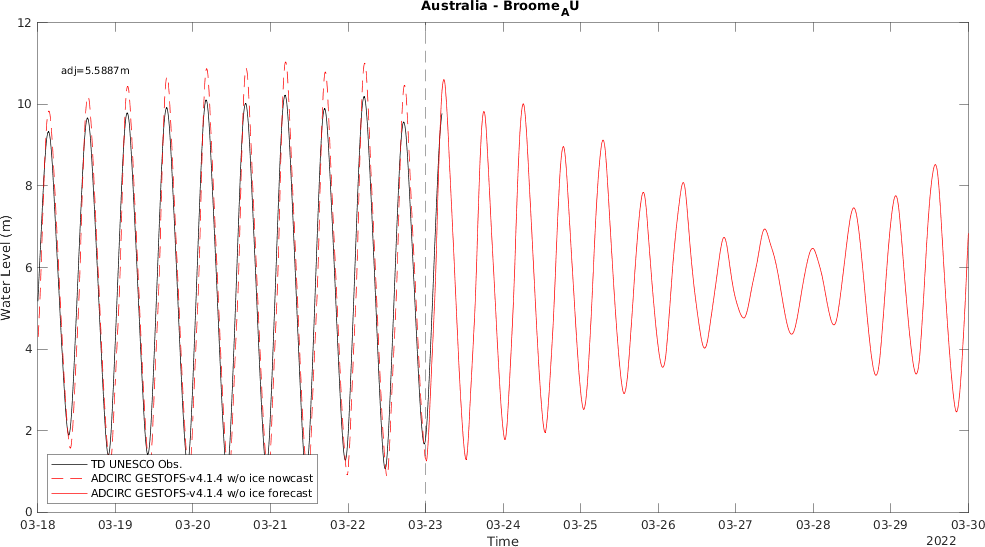 Australia - Broome_AU
12
adj=5.5887m
10
8
6
4
2
0
Water Level (m)
TD UNESCO Obs.
ADCIRC GESTOFS-v4.1.4 w/o ice nowcast
ADCIRC GESTOFS-v4.1.4 w/o ice forecast
03-18 03-19 03-20 03-21 03-22 03-23 03-24 03-25 03-26 03-27 03-28 03-29 03-30
Time
2022